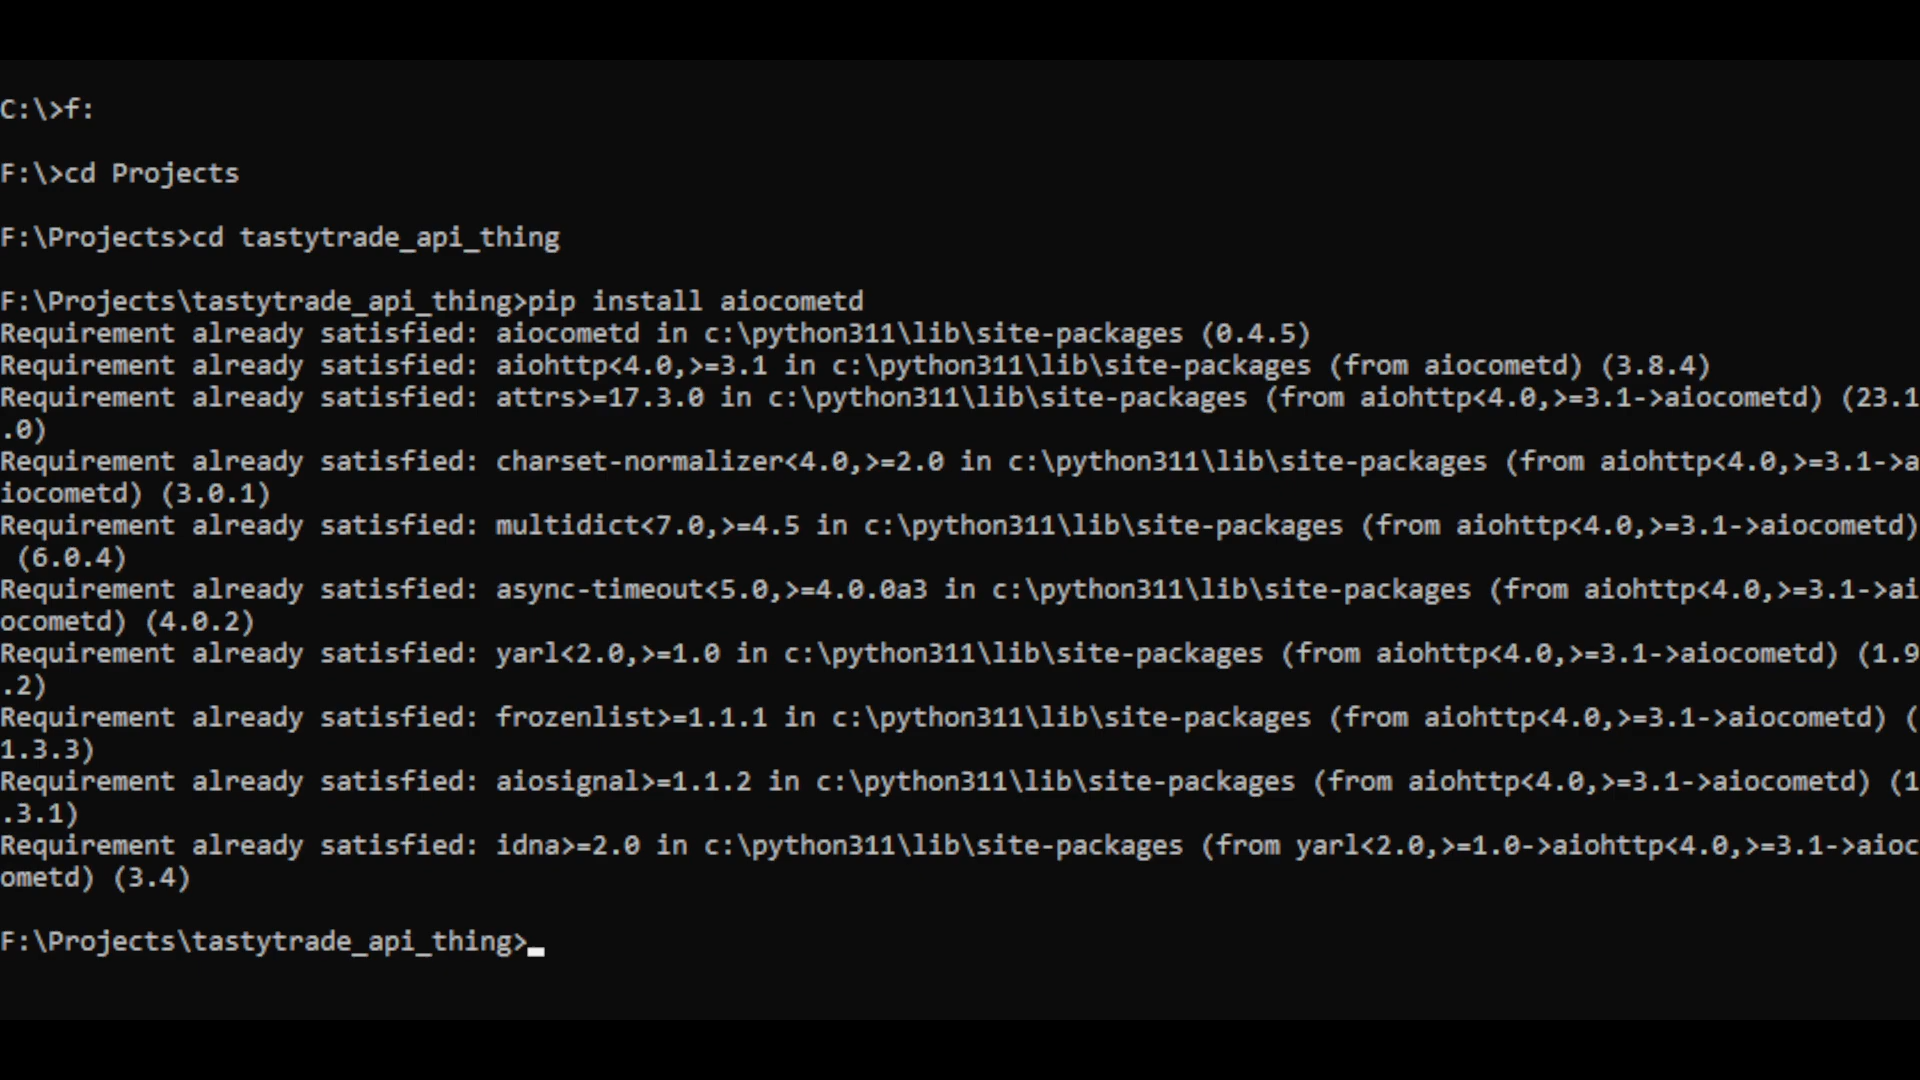 C:\>f:
F:\>cd Projects
F:\Projects>cd tastytrade_api_thing
F:\Projects\tastytrade_api_thing>pip install aiocometd
Requirement already satisfied: aiocometd in c:\python311\lib\site-packages (0.4.5)
Requirement already satisfied: aiohttp<4.0,>=3.1 in c:\python311\lib\site-packages (from aiocometd) (3.8.4)
Requirement already satisfied: attrs>=17.3.0 in c:\python311\lib\site-packages (from aiohttp<4.0,>=3.1->aiocometd) (23.1
.0)
Requirement already satisfied: charset-normalizer<4.0,>=2.0 in c:\python311\lib\site-packages (from aiohttp<4.0,>=3.1->a
iocometd) (3.0.1)
Requirement already satisfied: multidict<7.0,>=4.5 in c:\python311\lib\site-packages (from aiohttp<4.0,>=3.1->aiocometd)
 (6.0.4)
Requirement already satisfied: async-timeout<5.0,>=4.0.0a3 in c:\python311\lib\site-packages (from aiohttp<4.0,>=3.1->ai
ocometd) (4.0.2)
Requirement already satisfied: yarl<2.0,>=1.0 in c:\python311\lib\site-packages (from aiohttp<4.0,>=3.1->aiocometd) (1.9
.2)
Requirement already satisfied: frozenlist>=1.1.1 in c:\python311\lib\site-packages (from aiohttp<4.0,>=3.1->aiocometd) (
1.3.3)
Requirement already satisfied: aiosignal>=1.1.2 in c:\python311\lib\site-packages (from aiohttp<4.0,>=3.1->aiocometd) (1
.3.1)
Requirement already satisfied: idna>=2.0 in c:\python311\lib\site-packages (from yarl<2.0,>=1.0->aiohttp<4.0,>=3.1->aioc
ometd) (3.4)
F:\Projects\tastytrade_api_thing>